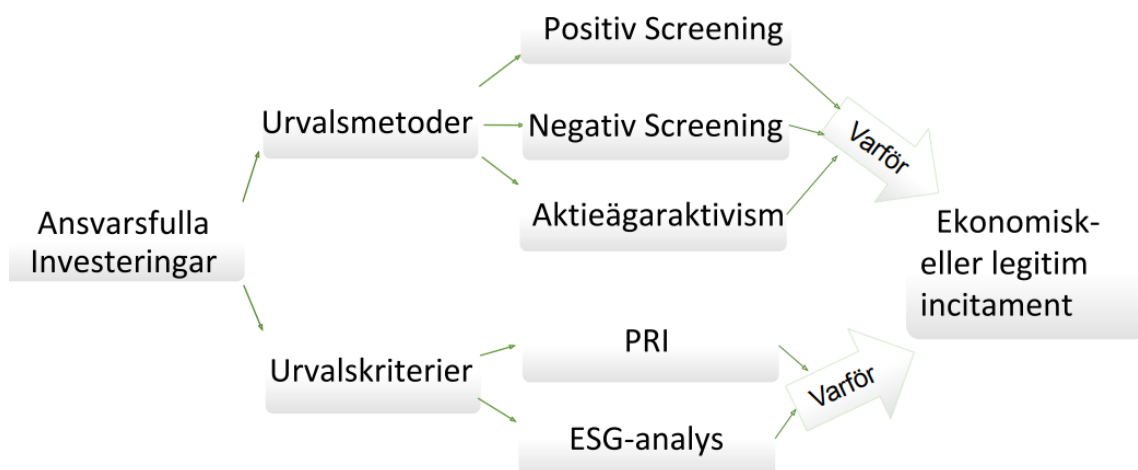 Positiv Screening
Urvalsmetoder
Negativ Screening
Varför
Aktieägaraktivism
Ansvarsfulla
Investeringar
Ekonomisk-
eller legitim
incitament
PRI
Urvalskriterier
Varför
ESG-analys